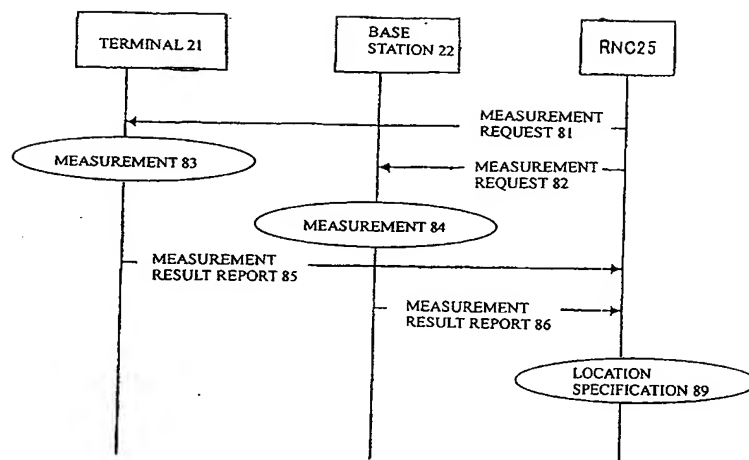 TERMINAL 21
BASE
STATION 22
RNC25
MEASUREMENT
REQUEST 81
MEASUREMENT 83
MEASUREMENT
REQUEST 82
MEASUREMENT 84
MEASUREMENT
RESULT REPORT 85
MEASUREMENT
RESULT REPORT 86
LOCATION
SPECIFICATION 89